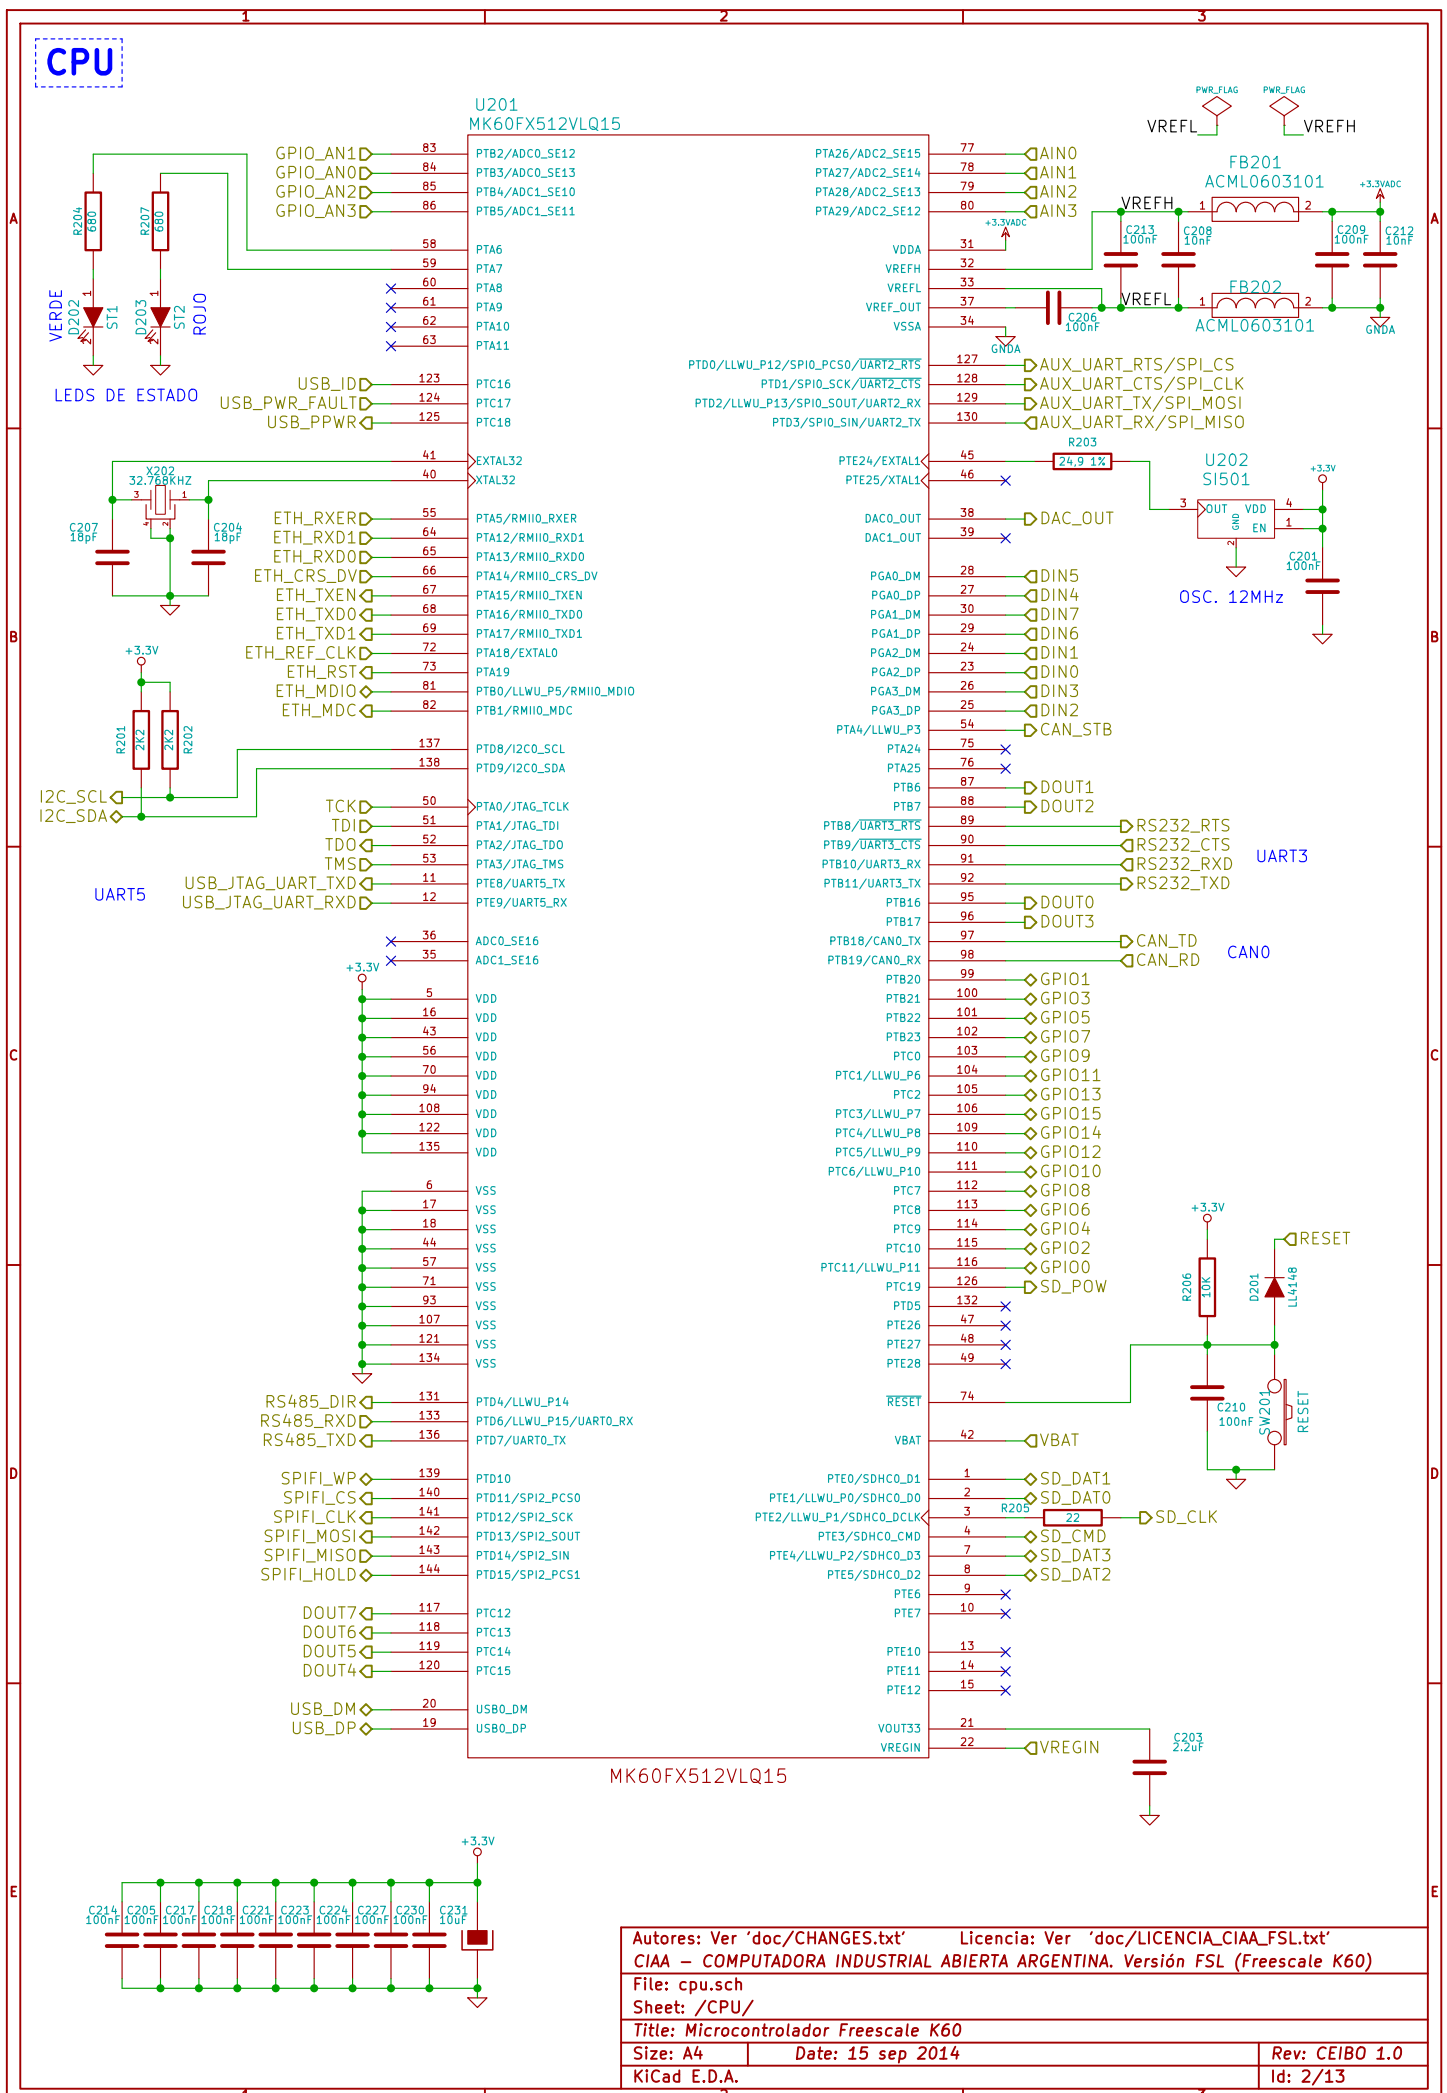 1 2 3
CPU
U201
MK60FX512VLQ15
GPIO_AN1 83 PTB2/ADC0_SE12
GPIO_AN0 84 PTB3/ADC0_SE13
GPIO_AN2 85 PTB4/ADC1_SE10
GPIO_AN3 86 PTB5/ADC1_SE11
58 PTA6
59 PTA7
60 PTA8
61 PTA9
62 PTA10
63 PTA11
USB_ID 123 PTC16
USB_PWR_FAULT 124 PTC17
USB_PPWR 125 PTC18
41 EXTAL32
40 XTAL32
ETH_RXER 55 PTA5/RMII0_RXER
ETH_RXD1 64 PTA12/RMII0_RXD1
ETH_RXD0 65 PTA13/RMII0_RXD0
ETH_CRS_DV 66 PTA14/RMII0_CRS_DV
ETH_TXEN 67 PTA15/RMII0_TXEN
ETH_TXD0 68 PTA16/RMII0_TXD0
ETH_TXD1 69 PTA17/RMII0_TXD1
ETH_REF_CLK 72 PTA18/EXTAL0
ETH_RST 73 PTA19
ETH_MDIO 81 PTB0/LLWU_P5/RMII0_MDIO
ETH_MDC 82 PTB1/RMII0_MDC
137 PTD8/I2C0_SCL
138 PTD9/I2C0_SDA
I2C_SCL
I2C_SDA
TCK 50 PTA0/JTAG_TCLK
TDI 51 PTA1/JTAG_TDI
TDO 52 PTA2/JTAG_TDO
TMS 53 PTA3/JTAG_TMS
USB_JTAG_UART_TXD 11 PTE8/UART5_TX
USB_JTAG_UART_RXD 12 PTE9/UART5_RX
UART5
36 ADC0_SE16
35 ADC1_SE16
+3.3V
5 VDD
16 VDD
43 VDD
56 VDD
70 VDD
94 VDD
108 VDD
122 VDD
135 VDD
6 VSS
17 VSS
18 VSS
44 VSS
57 VSS
71 VSS
93 VSS
107 VSS
121 VSS
134 VSS
RS485_DIR 131 PTD4/LLWU_P14
RS485_RXD 133 PTD6/LLWU_P15/UART0_RX
RS485_TXD 136 PTD7/UART0_TX
SPIFI_WP 139 PTD10
SPIFI_CS 140 PTD11/SPI2_PCS0
SPIFI_CLK 141 PTD12/SPI2_SCK
SPIFI_MOSI 142 PTD13/SPI2_SOUT
SPIFI_MISO 143 PTD14/SPI2_SIN
SPIFI_HOLD 144 PTD15/SPI2_PCS1
DOUT7 117 PTC12
DOUT6 118 PTC13
DOUT5 119 PTC14
DOUT4 120 PTC15
USB_DM 20 USB0_DM
USB_DP 19 USB0_DP
R204 680
R207 680
VERDE D202 ST1 1 2
D203 ST2 ROJO 1 2
LEDS DE ESTADO
X202
32.768KHZ
3 1 4 2
C207 18pF
C204 18pF
+3.3V
R201 2K2
2K2 R202
PTA26/ADC2_SE15 77 AIN0
PTA27/ADC2_SE14 78 AIN1
PTA28/ADC2_SE13 79 AIN2
PTA29/ADC2_SE12 80 AIN3
+3.3VADC
VDDA 31
VREFH 32
VREFL 33
VREF_OUT 37
VSSA 34
GNDA
PTD0/LLWU_P12/SPI0_PCS0/UART2_RTS 127 AUX_UART_RTS/SPI_CS
PTD1/SPI0_SCK/UART2_CTS 128 AUX_UART_CTS/SPI_CLK
PTD2/LLWU_P13/SPI0_SOUT/UART2_RX 129 AUX_UART_TX/SPI_MOSI
PTD3/SPI0_SIN/UART2_TX 130 AUX_UART_RX/SPI_MISO
PTE24/EXTAL1 45
PTE25/XTAL1 46
DAC0_OUT 38 DAC_OUT
DAC1_OUT 39
PGA0_DM 28 DIN5
PGA0_DP 27 DIN4
PGA1_DM 30 DIN7
PGA1_DP 29 DIN6
PGA2_DM 24 DIN1
PGA2_DP 23 DIN0
PGA3_DM 26 DIN3
PGA3_DP 25 DIN2
PTA4/LLWU_P3 54 CAN_STB
PTA24 75
PTA25 76
PTB6 87 DOUT1
PTB7 88 DOUT2
PTB8/UART3_RTS 89 RS232_RTS
PTB9/UART3_CTS 90 RS232_CTS
PTB10/UART3_RX 91 RS232_RXD
PTB11/UART3_TX 92 RS232_TXD
UART3
PTB16 95 DOUT0
PTB17 96 DOUT3
PTB18/CAN0_TX 97 CAN_TD
PTB19/CAN0_RX 98 CAN_RD
CAN0
PTB20 99 GPIO1
PTB21 100 GPIO3
PTB22 101 GPIO5
PTB23 102 GPIO7
PTC0 103 GPIO9
PTC1/LLWU_P6 104 GPIO11
PTC2 105 GPIO13
PTC3/LLWU_P7 106 GPIO15
PTC4/LLWU_P8 109 GPIO14
PTC5/LLWU_P9 110 GPIO12
PTC6/LLWU_P10 111 GPIO10
PTC7 112 GPIO8
PTC8 113 GPIO6
PTC9 114 GPIO4
PTC10 115 GPIO2
PTC11/LLWU_P11 116 GPIO0
PTC19 126 SD_POW
PTD5 132
PTE26 47
PTE27 48
PTE28 49
RESET 74
VBAT 42 VBAT
PTE0/SDHC0_D1 1 SD_DAT1
PTE1/LLWU_P0/SDHC0_D0 2 SD_DAT0
PTE2/LLWU_P1/SDHC0_DCLK 3 R205 22 SD_CLK
PTE3/SDHC0_CMD 4 SD_CMD
PTE4/LLWU_P2/SDHC0_D3 7 SD_DAT3
PTE5/SDHC0_D2 8 SD_DAT2
PTE6 9
PTE7 10
PTE10 13
PTE11 14
PTE12 15
VOUT33 21
VREGIN 22 VREGIN
C203
2.2uF
MK60FX512VLQ15
PWR_FLAG PWR_FLAG
VREFL VREFH
FB201
ACML0603101
1 2
VREFH
+3.3VADC
C213 100nF
C208 10nF
C209 100nF
C212 10nF
FB202
ACML0603101
1 2
VREFL
C206
100nF
GNDA
R203
24,9 1%
U202
SI501
+3.3V
3 OUT VDD 4
GND EN 1
2
C201
100nF
OSC. 12MHz
+3.3V
RESET
R206 10K
D201 LL4148
C210
100nF
SW201 RESET
+3.3V
C214 C205 C217 C218 C221 C223 C224 C227 C230 C231
100nF 100nF 100nF 100nF 100nF 100nF 100nF 100nF 100nF 10uF
A A
B B
C C
D D
E E
Autores: Ver 'doc/CHANGES.txt' Licencia: Ver 'doc/LICENCIA_CIAA_FSL.txt'
CIAA - COMPUTADORA INDUSTRIAL ABIERTA ARGENTINA. Versión FSL (Freescale K60)
File: cpu.sch
Sheet: /CPU/
Title: Microcontrolador Freescale K60
Size: A4 Date: 15 sep 2014 Rev: CEIBO 1.0
KiCad E.D.A. Id: 2/13